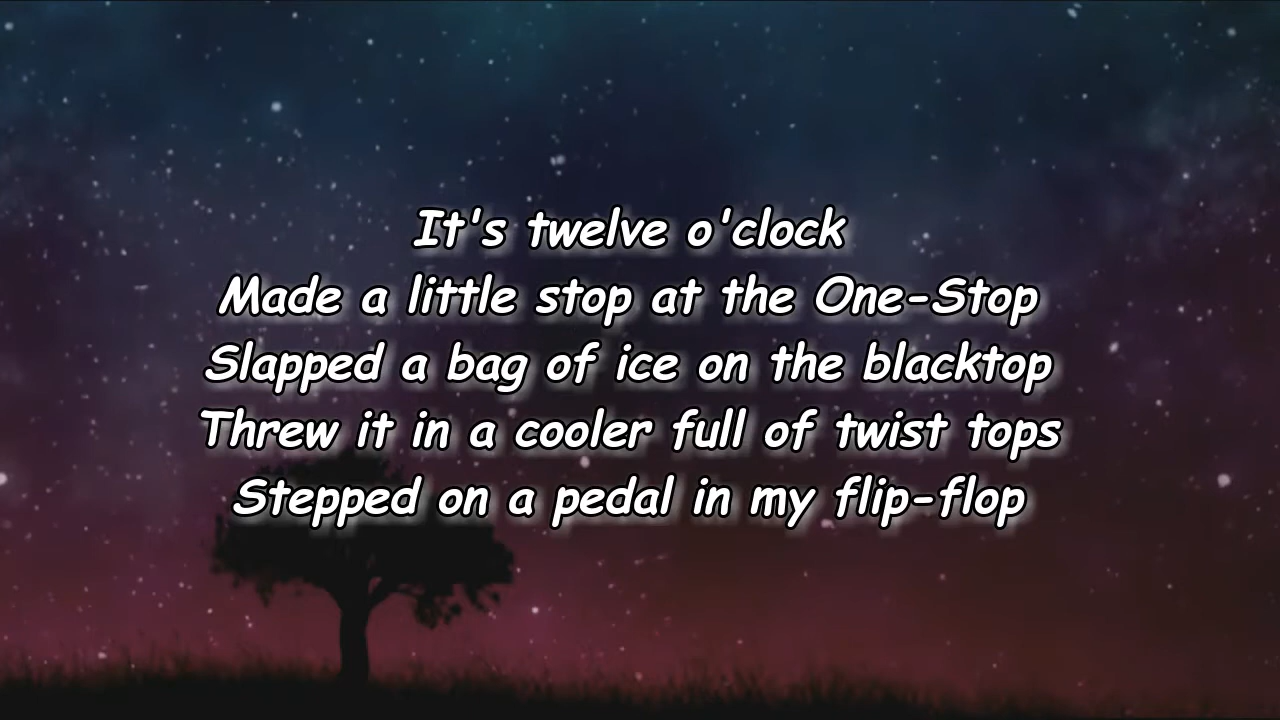 It's twelve o'clock
Made a little stop at the One-Stop
Slapped a bag of ice on the blacktop
Threw it in a cooler full of twist tops
Stepped on a pedal in my flip-flop